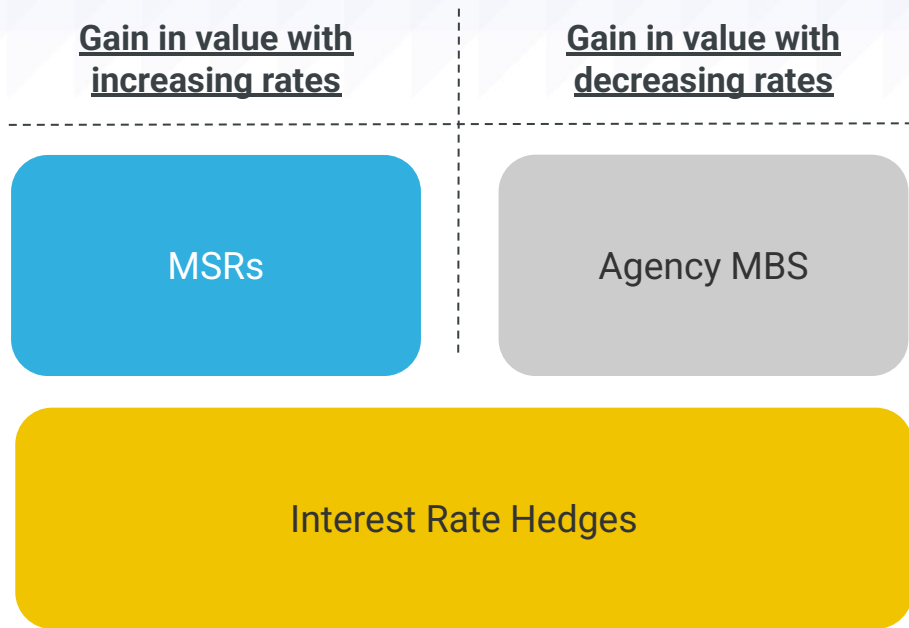 Gain in value with
increasing rates
Gain in value with
decreasing rates
MSRs
Agency MBS
Interest Rate Hedges